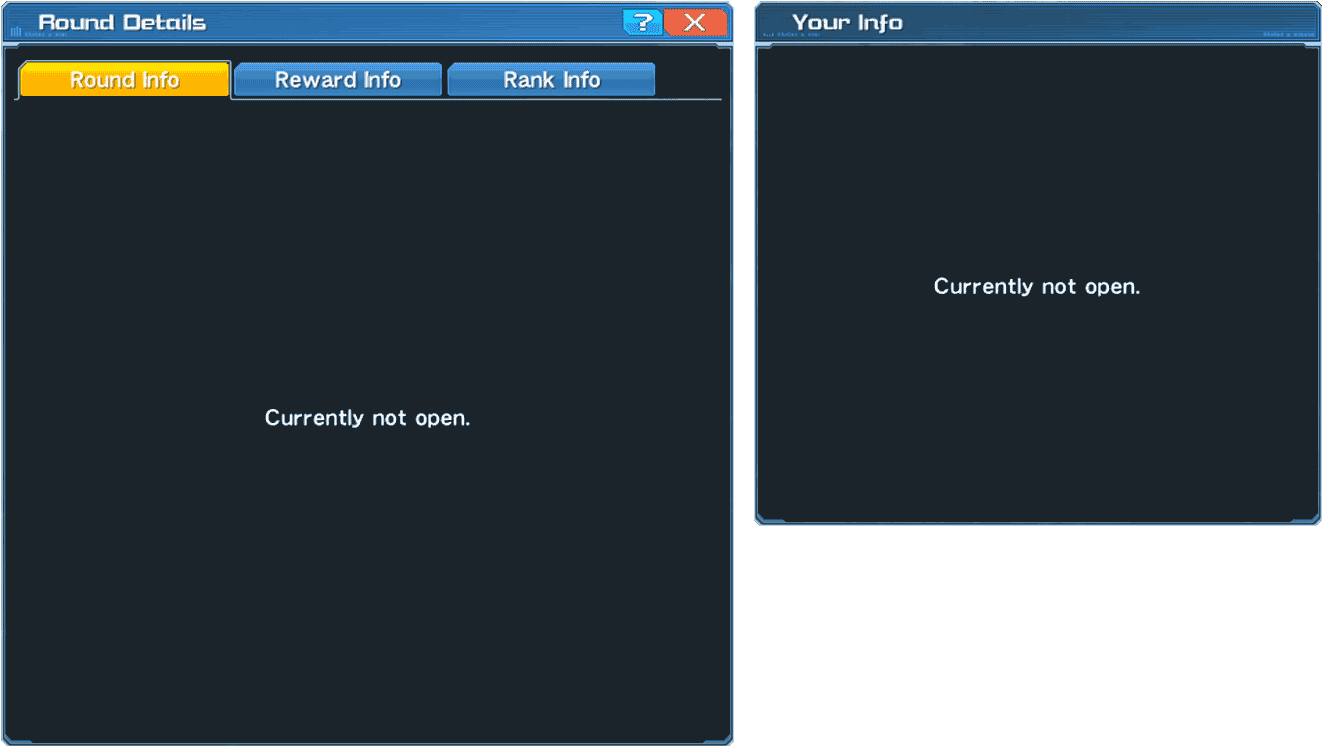 Round Details
?
Round Info
Reward Info
Rank Info
Currently not open.
Your Info
Currently not open.